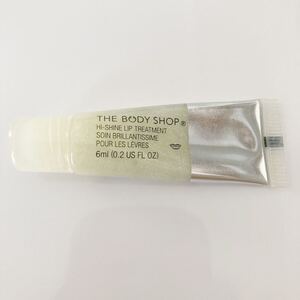 THE BODY SHOP®
HI-SHINE LIP TREATMENT
SOIN BRILLANTISSIME
POUR LES LÈVRES
6ml (0.2 US FL OZ)